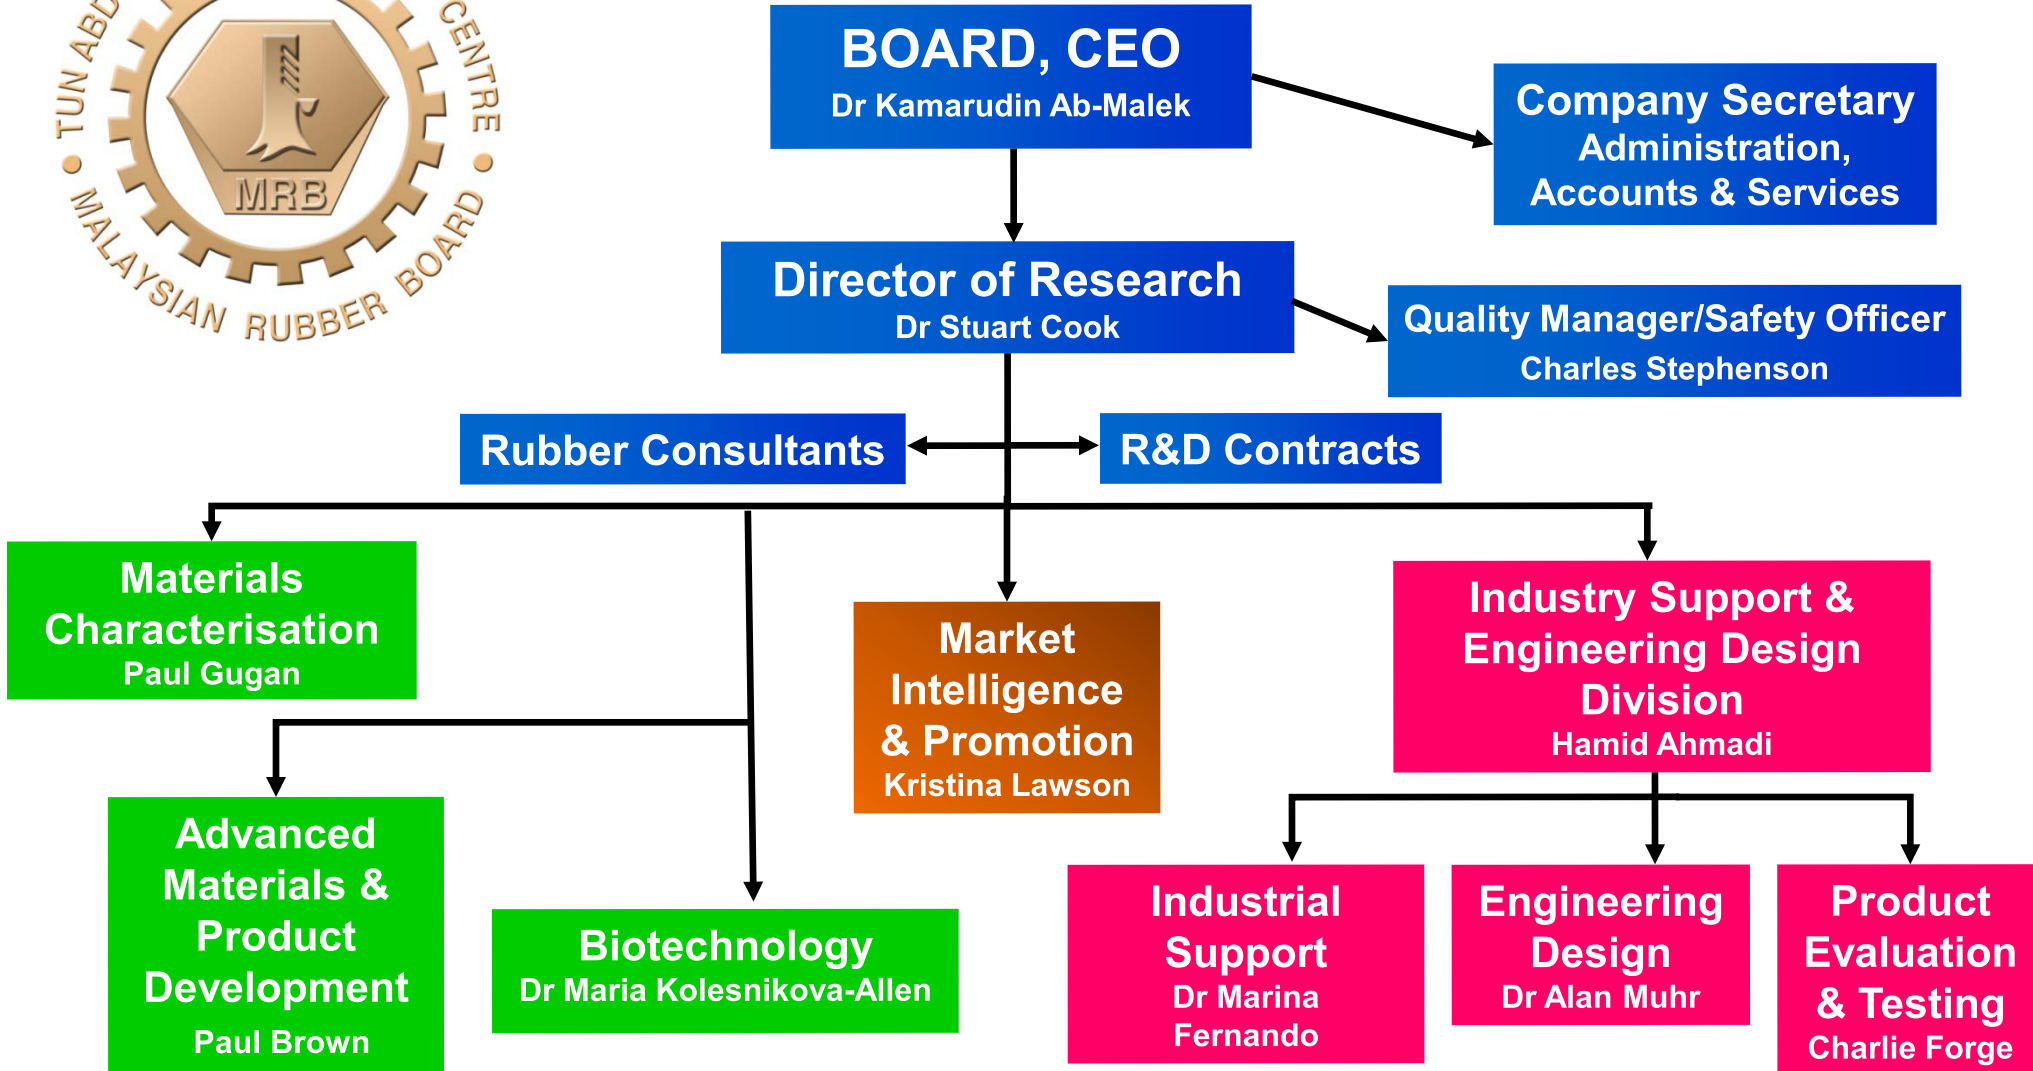 TUN ABD
CENTRE
MRB
• MALAYSIAN RUBBER BOARD •
BOARD, CEO
Dr Kamarudin Ab-Malek
Company Secretary
Administration,
Accounts & Services
Director of Research
Dr Stuart Cook
Quality Manager/Safety Officer
Charles Stephenson
Rubber Consultants
R&D Contracts
Materials
Characterisation
Paul Gugan
Market
Intelligence
& Promotion
Kristina Lawson
Industry Support &
Engineering Design
Division
Hamid Ahmadi
Advanced
Materials &
Product
Development
Paul Brown
Biotechnology
Dr Maria Kolesnikova-Allen
Industrial
Support
Dr Marina
Fernando
Engineering
Design
Dr Alan Muhr
Product
Evaluation
& Testing
Charlie Forge